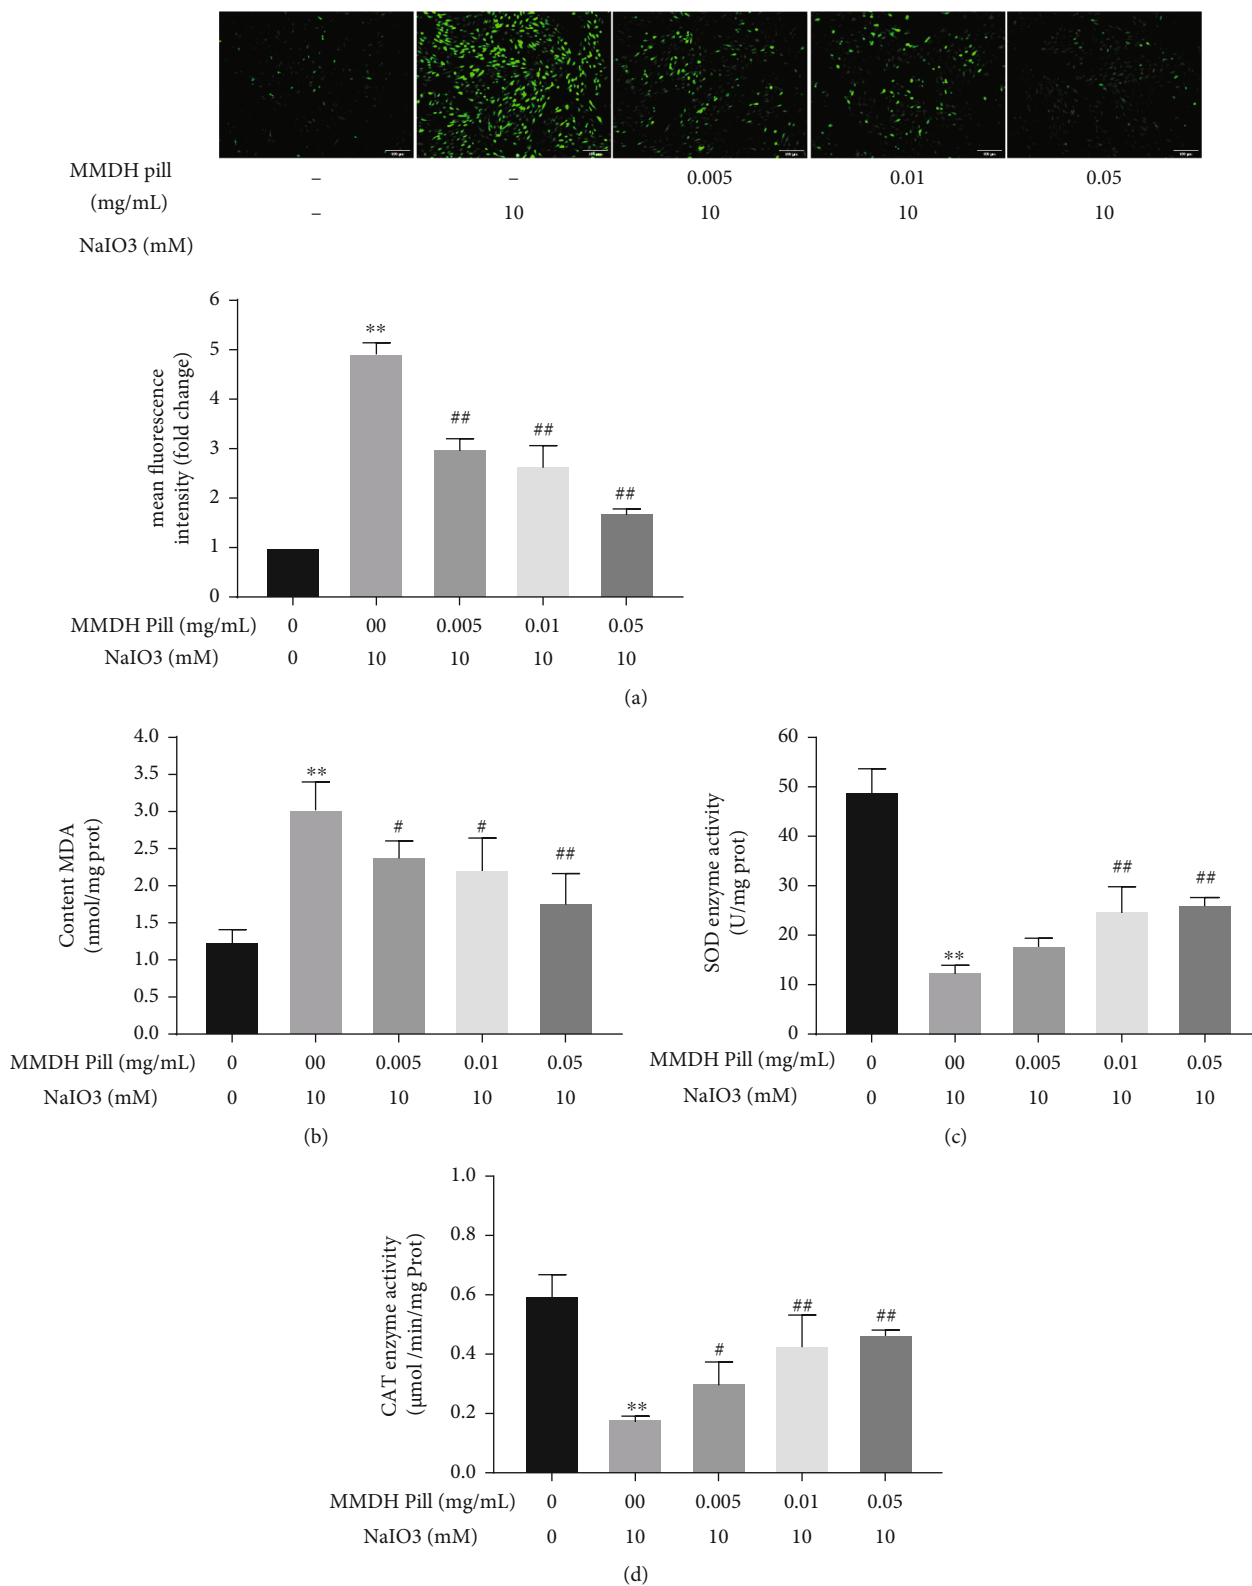 MMDH pill
(mg/mL)
– – 0.005 0.01 0.05
– 10 10 10 10
NaIO3 (mM)
6
5
4
3
2
1
0
mean fluorescence
intensity (fold change)
**
##
##
##
MMDH Pill (mg/mL) 0 00 0.005 0.01 0.05
NaIO3 (mM) 0 10 10 10 10
(a)
4.0
3.5
3.0
2.5
2.0
1.5
1.0
0.5
0.0
Content MDA
(nmol/mg prot)
**
#
#
##
MMDH Pill (mg/mL) 0 00 0.005 0.01 0.05
NaIO3 (mM) 0 10 10 10 10
(b)
60
50
40
30
20
10
0
SOD enzyme activity
(U/mg prot)
**
##
##
MMDH Pill (mg/mL) 0 00 0.005 0.01 0.05
NaIO3 (mM) 0 10 10 10 10
(c)
1.0
0.8
0.6
0.4
0.2
0.0
CAT enzyme activity
(μmol /min/mg Prot)
**
#
##
##
MMDH Pill (mg/mL) 0 00 0.005 0.01 0.05
NaIO3 (mM) 0 10 10 10 10
(d)